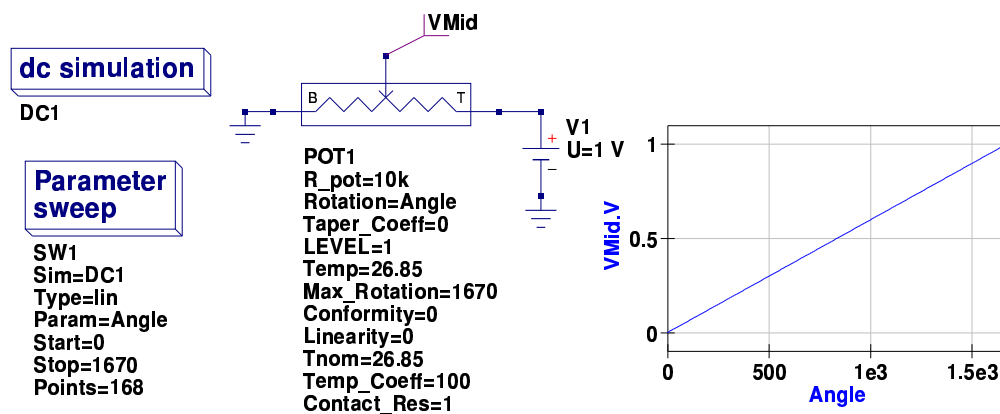 dc simulation
DC1
Parameter
sweep
SW1
Sim=DC1
Type=lin
Param=Angle
Start=0
Stop=1670
Points=168
VMid
B
T
POT1
R_pot=10k
Rotation=Angle
Taper_Coeff=0
LEVEL=1
Temp=26.85
Max_Rotation=1670
Conformity=0
Linearity=0
Tnom=26.85
Temp_Coeff=100
Contact_Res=1
V1
U=1 V
+
−
VMid.V
1
0.5
0
0 500 1e3 1.5e3
Angle